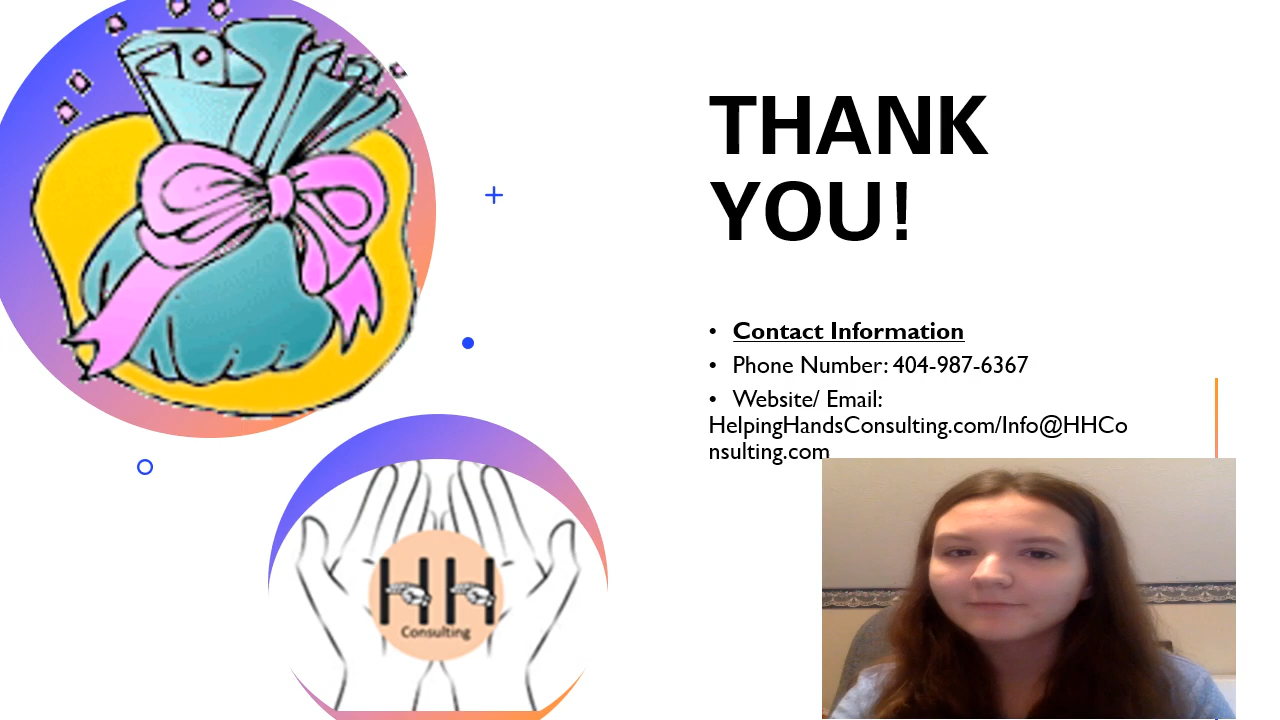 THANK
YOU!
• Contact Information
• Phone Number: 404-987-6367
• Website/ Email:
HelpingHandsConsulting.com/Info@HHCo
nsulting.com
HH
Consulting